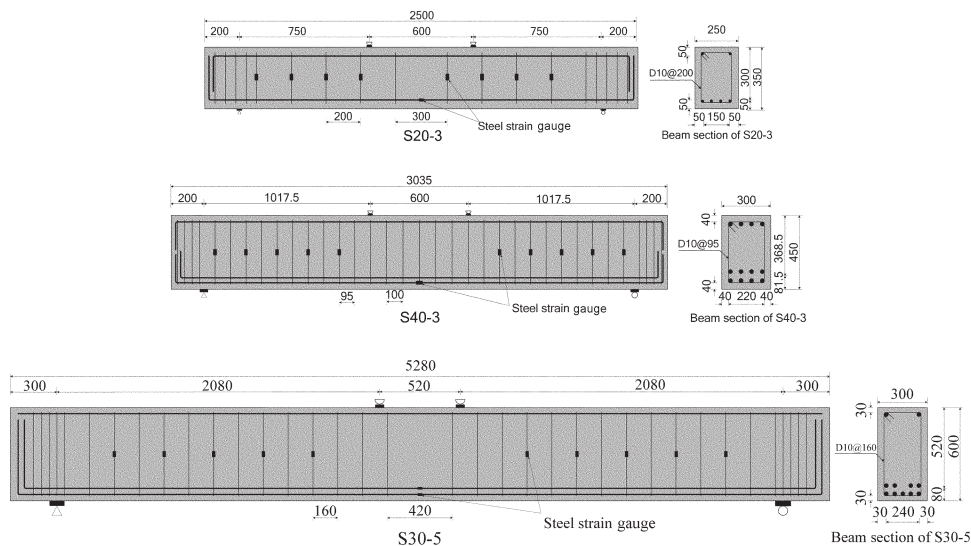 2500
200 750 600 750 200
200 300
Steel strain gauge
S20-3
250
50
D10@200
300 350
50 50
50 150 50
Beam section of S20-3
3035
200 1017.5 600 1017.5 200
95 100
Steel strain gauge
S40-3
300
40
D10@95
368.5 450
40 81.5
40 220 40
Beam section of S40-3
5280
300 2080 520 2080 300
160 420
Steel strain gauge
S30-5
300
30
D10@160
520 600
30 80
30 240 30
Beam section of S30-5